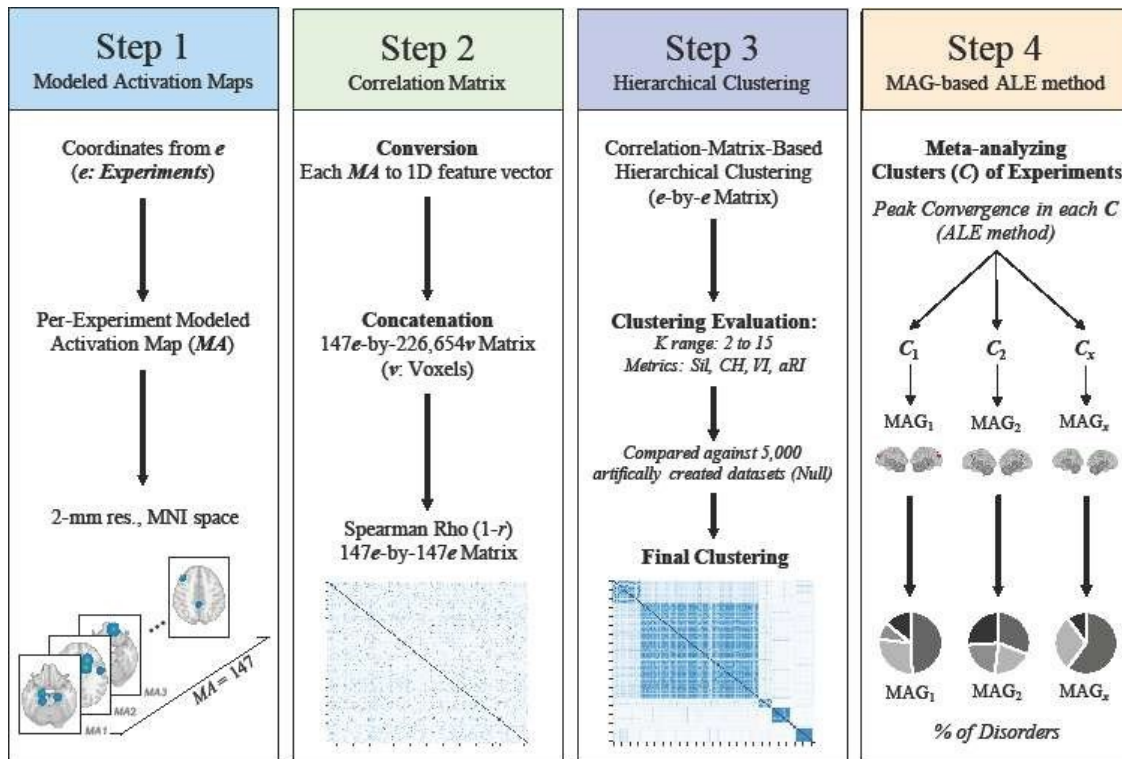 Step 1
Modeled Activation Maps
Coordinates from e
(e: Experiments)
Per-Experiment Modeled
Activation Map (MA)
2-mm res., MNI space
MA1
MA2
MA3
MA = 147
Step 2
Correlation Matrix
Conversion
Each MA to 1D feature vector
Concatenation
147e-by-226,654v Matrix
(v: Voxels)
Spearman Rho (1-r)
147e-by-147e Matrix
Step 3
Hierarchical Clustering
Correlation-Matrix-Based
Hierarchical Clustering
(e-by-e Matrix)
Clustering Evaluation:
K range: 2 to 15
Metrics: Sil, CH, VI, aRI
Compared against 5,000
artifically created datasets (Null)
Final Clustering
Step 4
MAG-based ALE method
Meta-analyzing
Clusters (C) of Experiments
Peak Convergence in each C
(ALE method)
C1 C2 Cx
MAG1 MAG2 MAGx
MAG1 MAG2 MAGx
% of Disorders